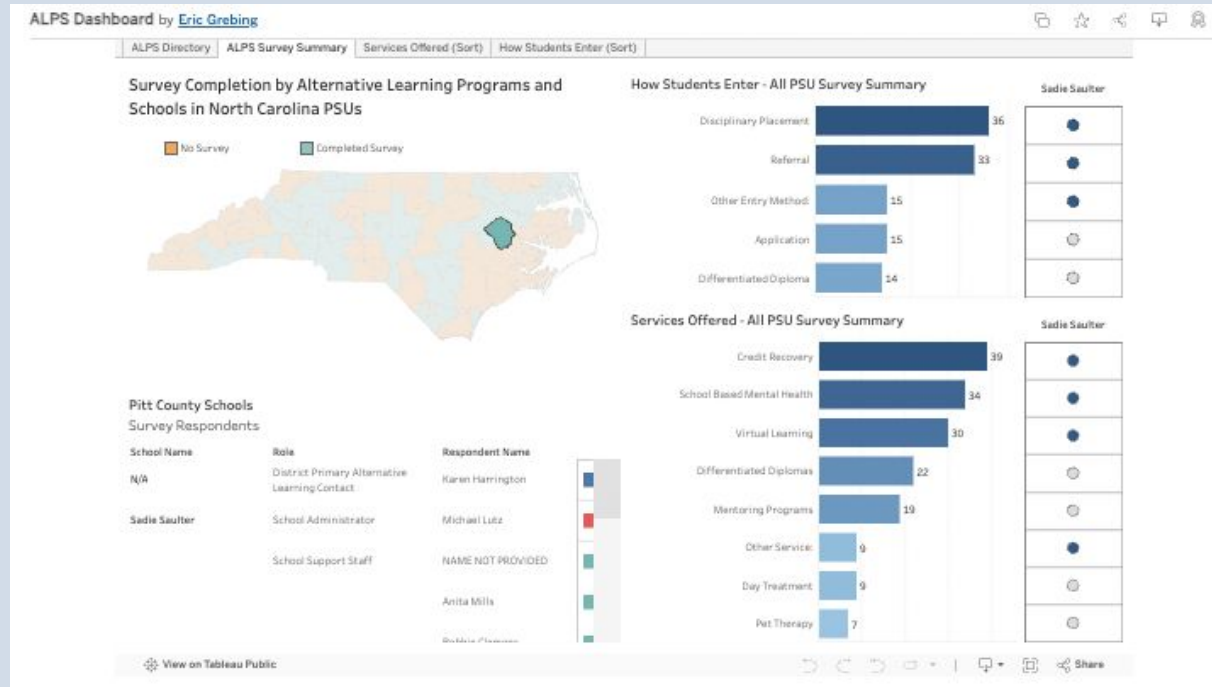 ALPS Dashboard by Eric Grebing
ALPS Directory
ALPS Survey Summary
Services Offered (Sort)
How Students Enter (Sort)
Survey Completion by Alternative Learning Programs and
Schools in North Carolina PSUs
No Survey
Completed Survey
How Students Enter - All PSU Survey Summary
Sadie Saulter
Disciplinary Placement 36
Referral 33
Other Entry Method: 15
Application 15
Differentiated Diploma 14
Services Offered - All PSU Survey Summary
Sadie Saulter
Credit Recovery 39
School Based Mental Health 34
Virtual Learning 30
Differentiated Diplomas 22
Mentoring Programs 19
Other Service: 9
Day Treatment 9
Pet Therapy 7
Pitt County Schools
Survey Respondents
School Name Role Respondent Name
N/A District Primary Alternative Karen Harrington
Learning Contact
Sadie Saulter School Administrator Michael Lutz
School Support Staff NAME NOT PROVIDED
Anita Mills
View on Tableau Public
Share